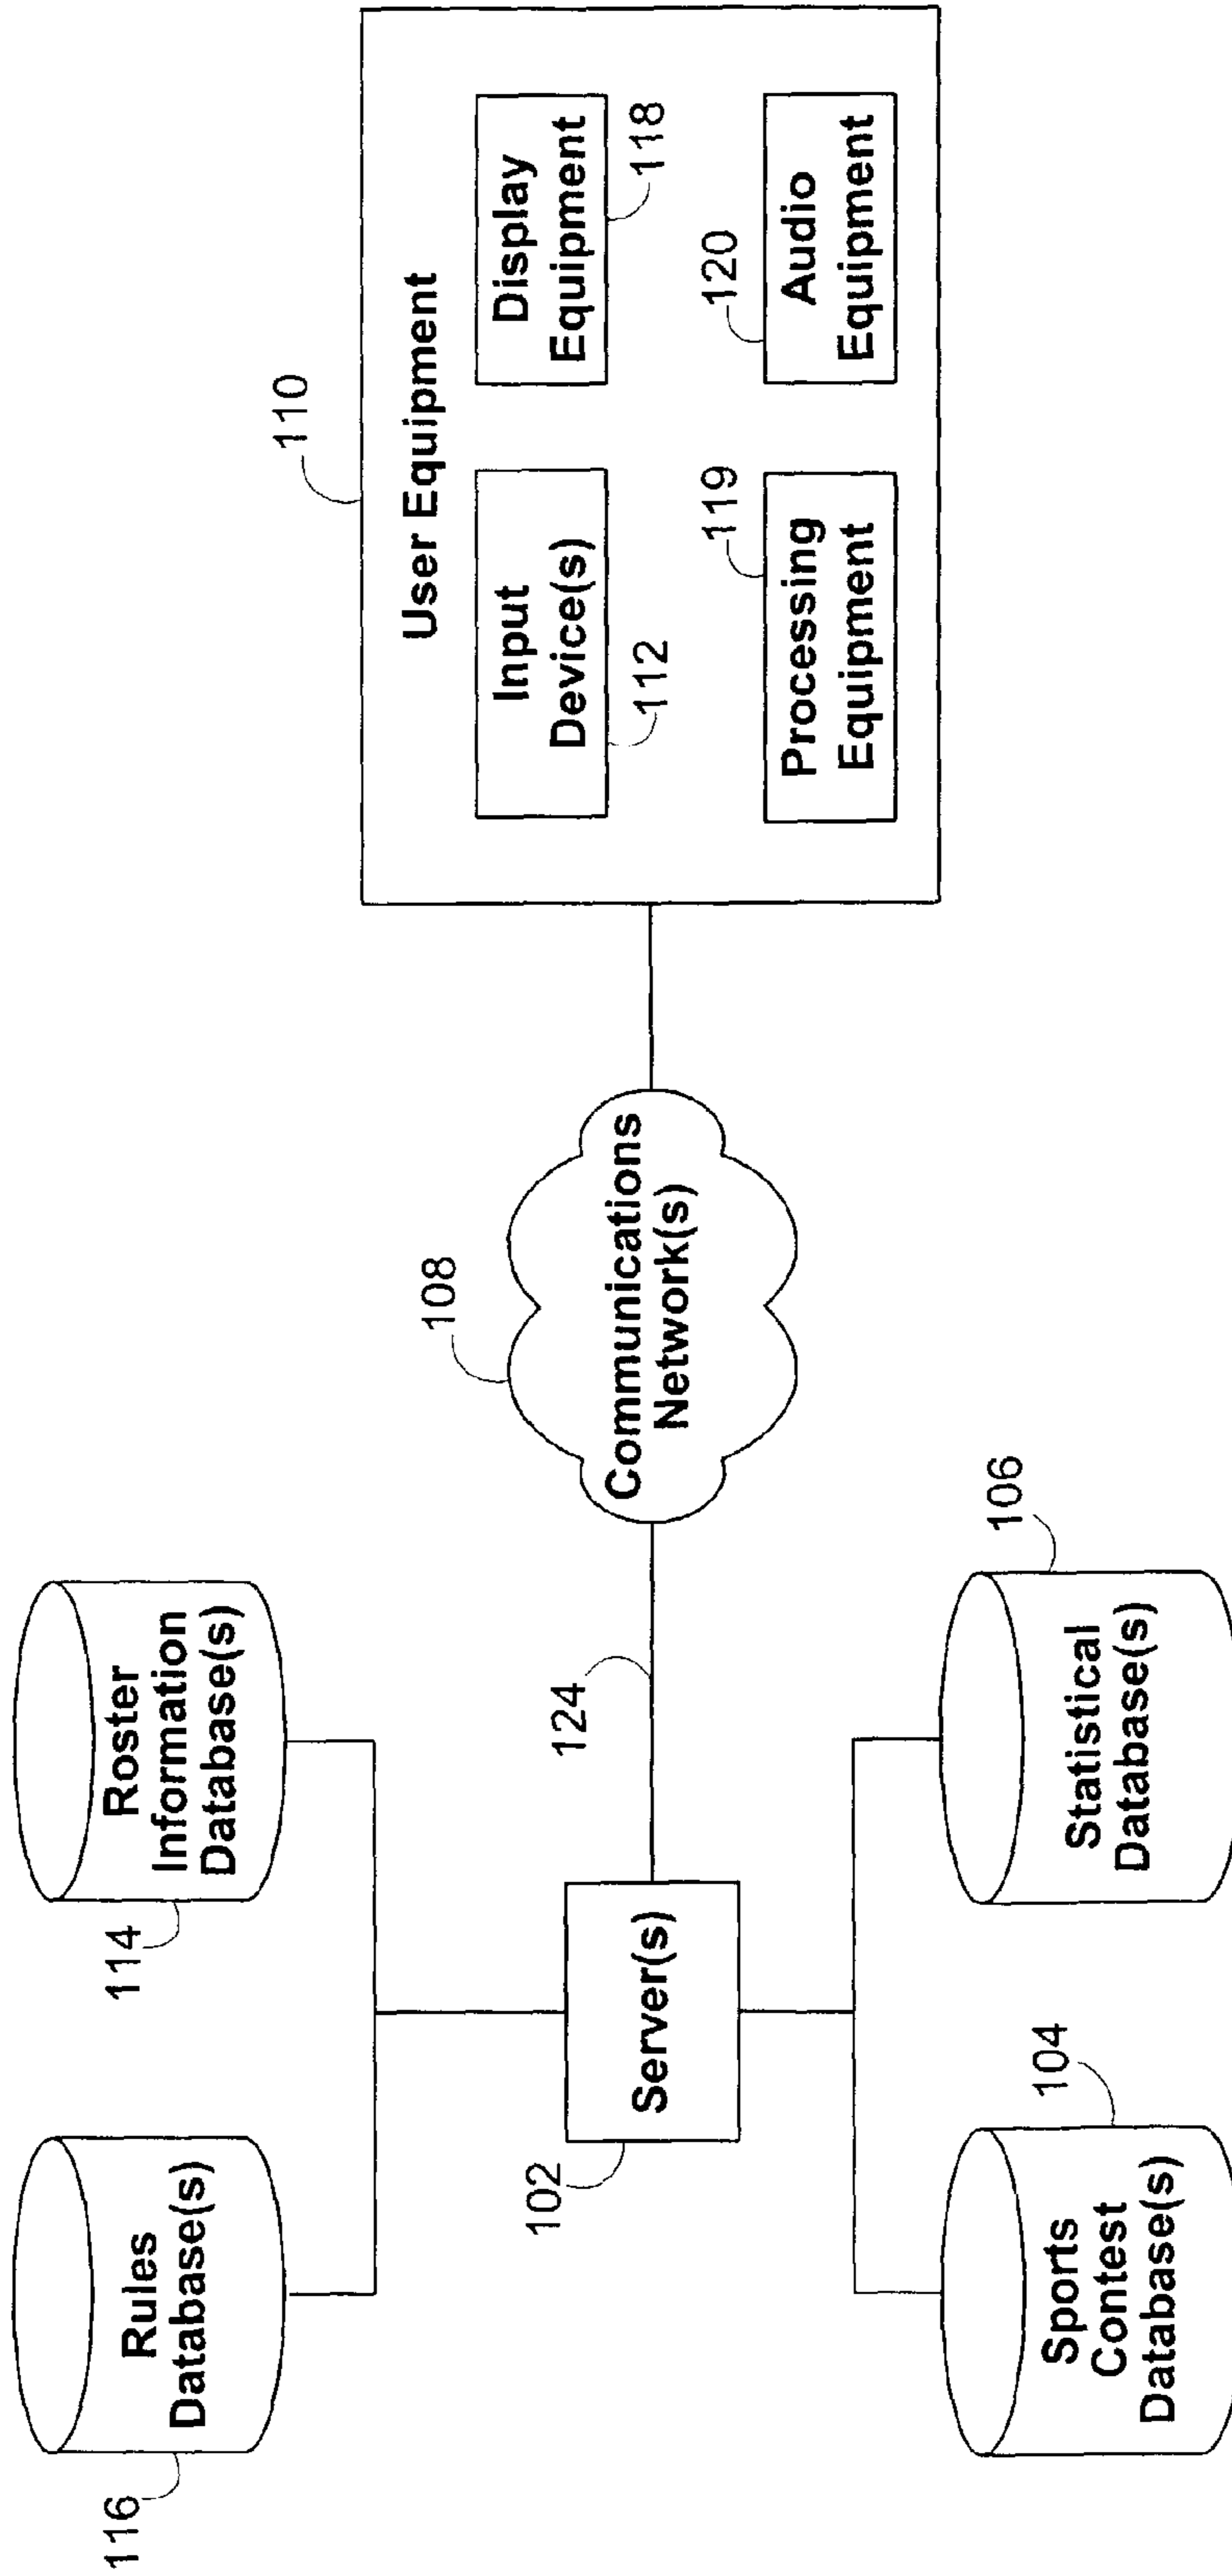 116
Rules
Database(s)
114
Roster
Information
Database(s)
102
Server(s)
124
104
Sports
Contest
Database(s)
106
Statistical
Database(s)
108
Communications
Network(s)
110
User Equipment
Input
Device(s)
112
Display
Equipment
118
119
Processing
Equipment
120
Audio
Equipment